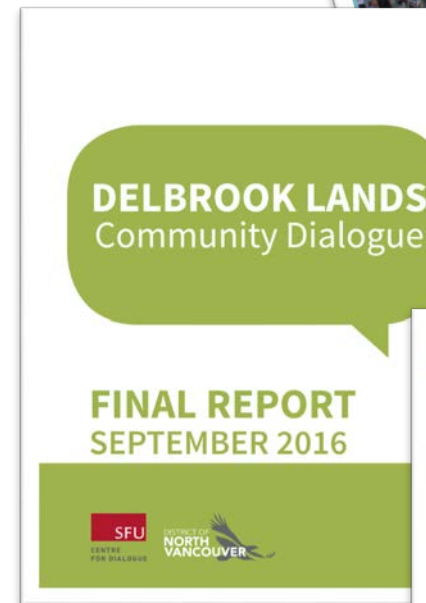 DELBROOK LANDS
Community Dialogue
FINAL REPORT
SEPTEMBER 2016
SFU
CENTRE
FOR DIALOGUE
DISTRICT OF
NORTH
VANCOUVER